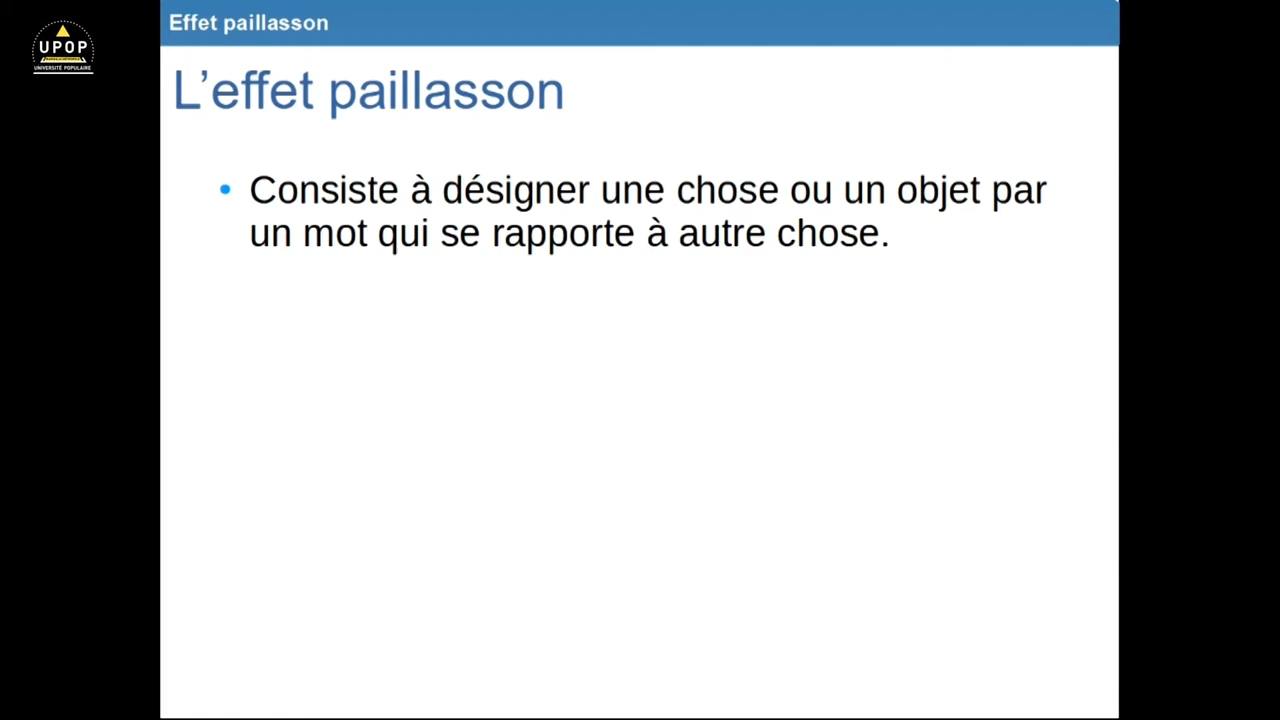 Effet paillasson
UPOP
UNIVERSITÉ POPULAIRE
L’effet paillasson
• Consiste à désigner une chose ou un objet par
un mot qui se rapporte à autre chose.